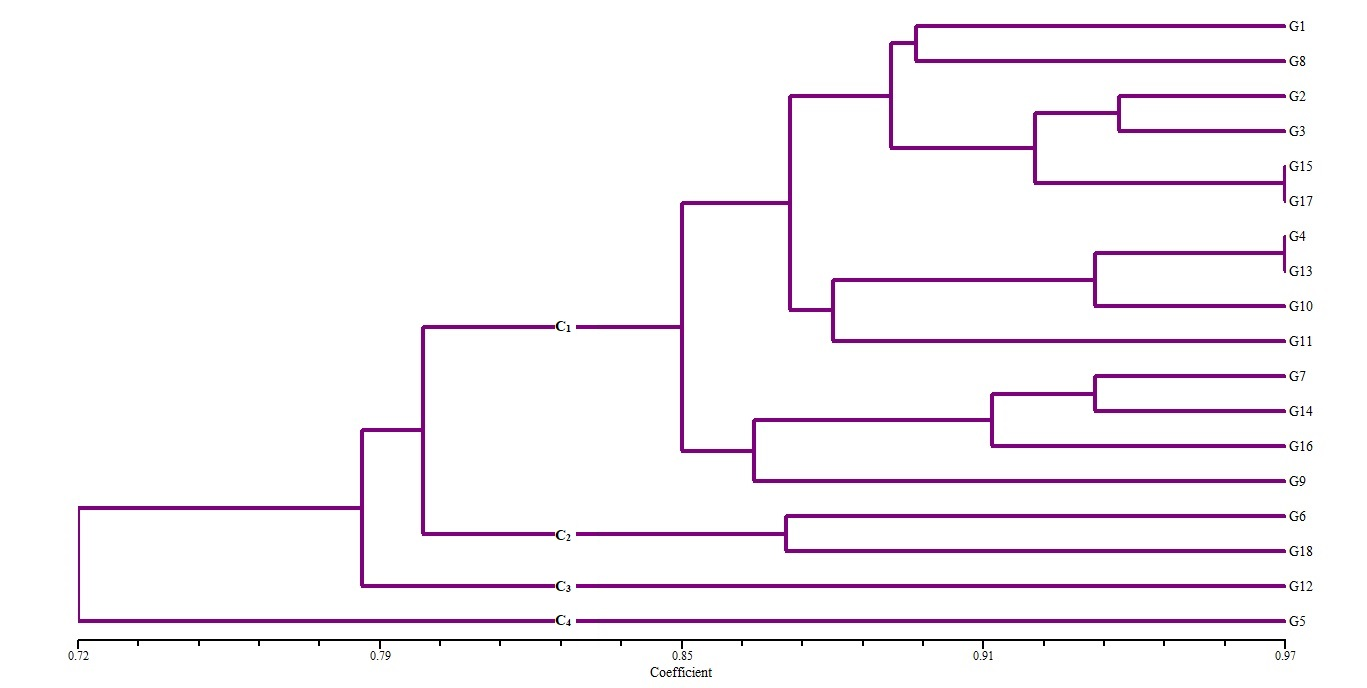 G1
G8
G2
G3
G15
G17
G4
G13
G10
G11
C₁
G7
G14
G16
G9
G6
C₂
G18
C₃ G12
C₄ G5
0.72 0.79 0.85 0.91 0.97
Coefficient